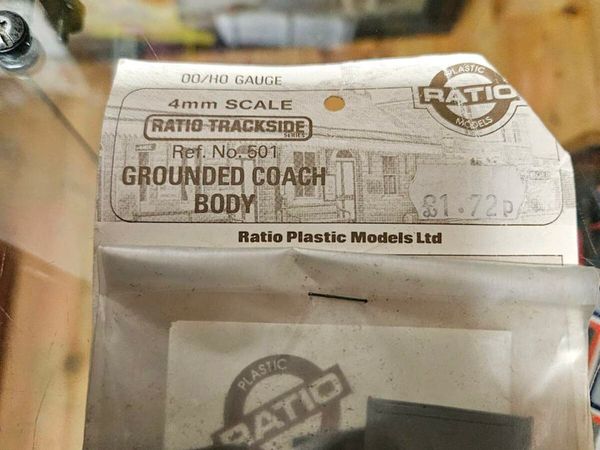 OO/HO GAUGE
4mm SCALE
RATIO TRACKSIDE
SERIES
Ref. No. 501
GROUNDED COACH
BODY
PLASTIC
RATIO
MODELS
£1.72p
Ratio Plastic Models Ltd
PLASTIC
RATIO